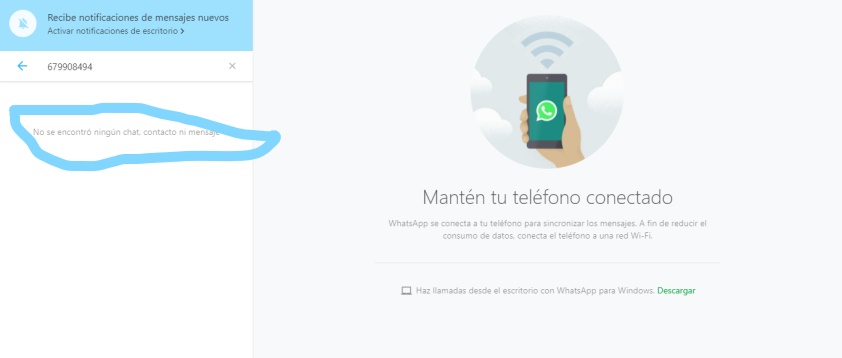 Recibe notificaciones de mensajes nuevos
Activar notificaciones de escritorio >
679908494
No se encontró ningún chat, contacto ni mensaje
Mantén tu teléfono conectado
WhatsApp se conecta a tu teléfono para sincronizar los mensajes. A fin de reducir el
consumo de datos, conecta el teléfono a una red Wi-Fi.
Haz llamadas desde el escritorio con WhatsApp para Windows. Descargar